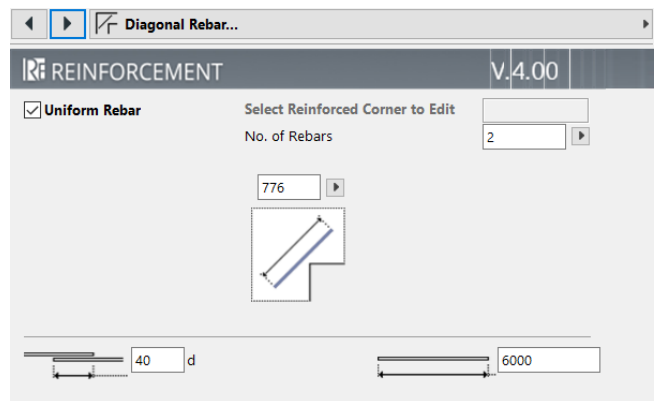 Diagonal Rebar...
RF REINFORCEMENT V.4.00
Uniform Rebar Select Reinforced Corner to Edit
No. of Rebars 2
776
40 d 6000